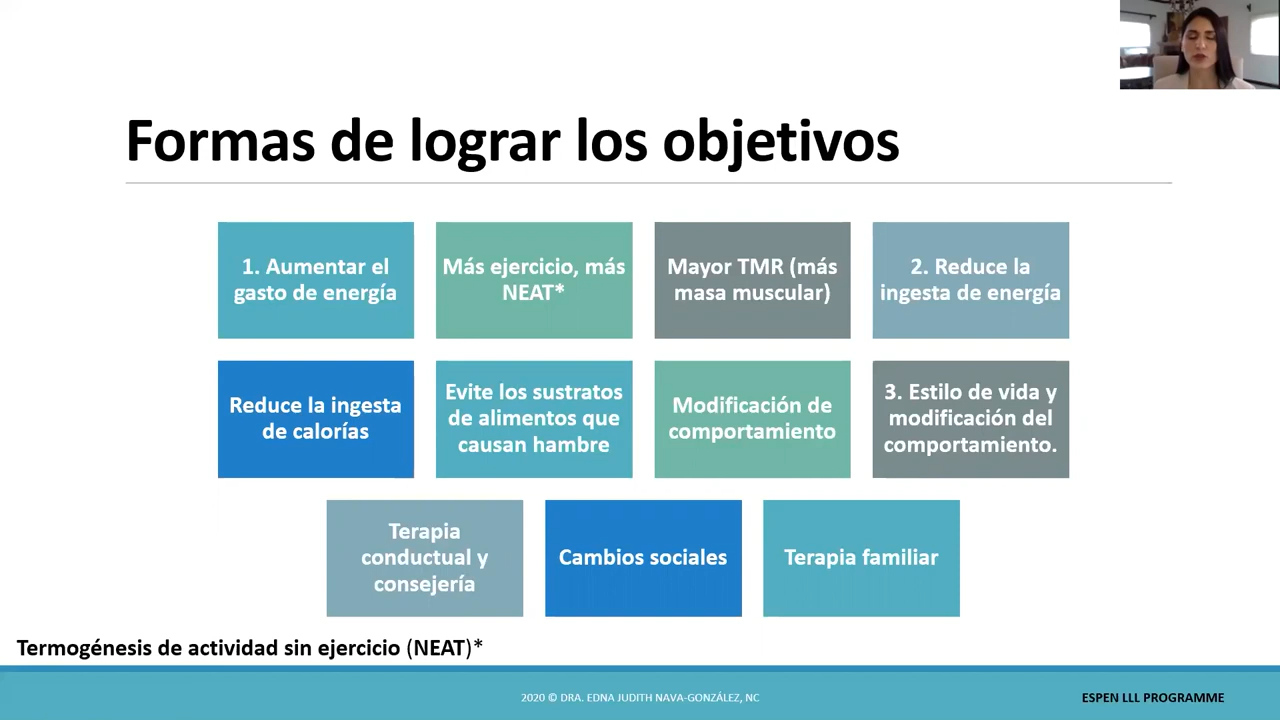 Formas de lograr los objetivos
1. Aumentar el
gasto de energía
Más ejercicio, más
NEAT*
Mayor TMR (más
masa muscular)
2. Reduce la
ingesta de energía
Reduce la ingesta
de calorías
Evite los sustratos
de alimentos que
causan hambre
Modificación de
comportamiento
3. Estilo de vida y
modificación del
comportamiento.
Terapia
conductual y
consejería
Cambios sociales
Terapia familiar
Termogénesis de actividad sin ejercicio (NEAT)*
2020 © DRA. EDNA JUDITH NAVA-GONZÁLEZ, NC
ESPEN LLL PROGRAMME